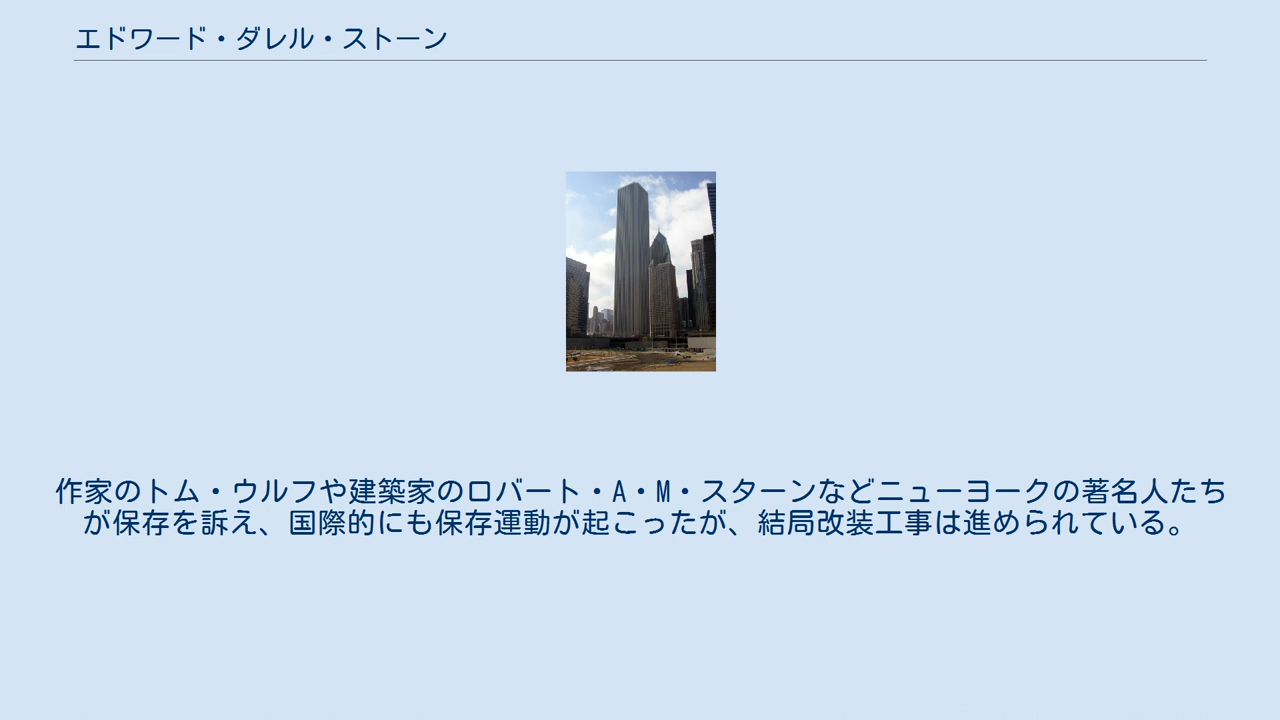 エドワード・ダレル・ストーン
作家のトム・ウルフや建築家のロバート・A・M・スターンなどニューヨークの著名人たち
が保存を訴え、国際的にも保存運動が起こったが、結局改装工事は進められている。